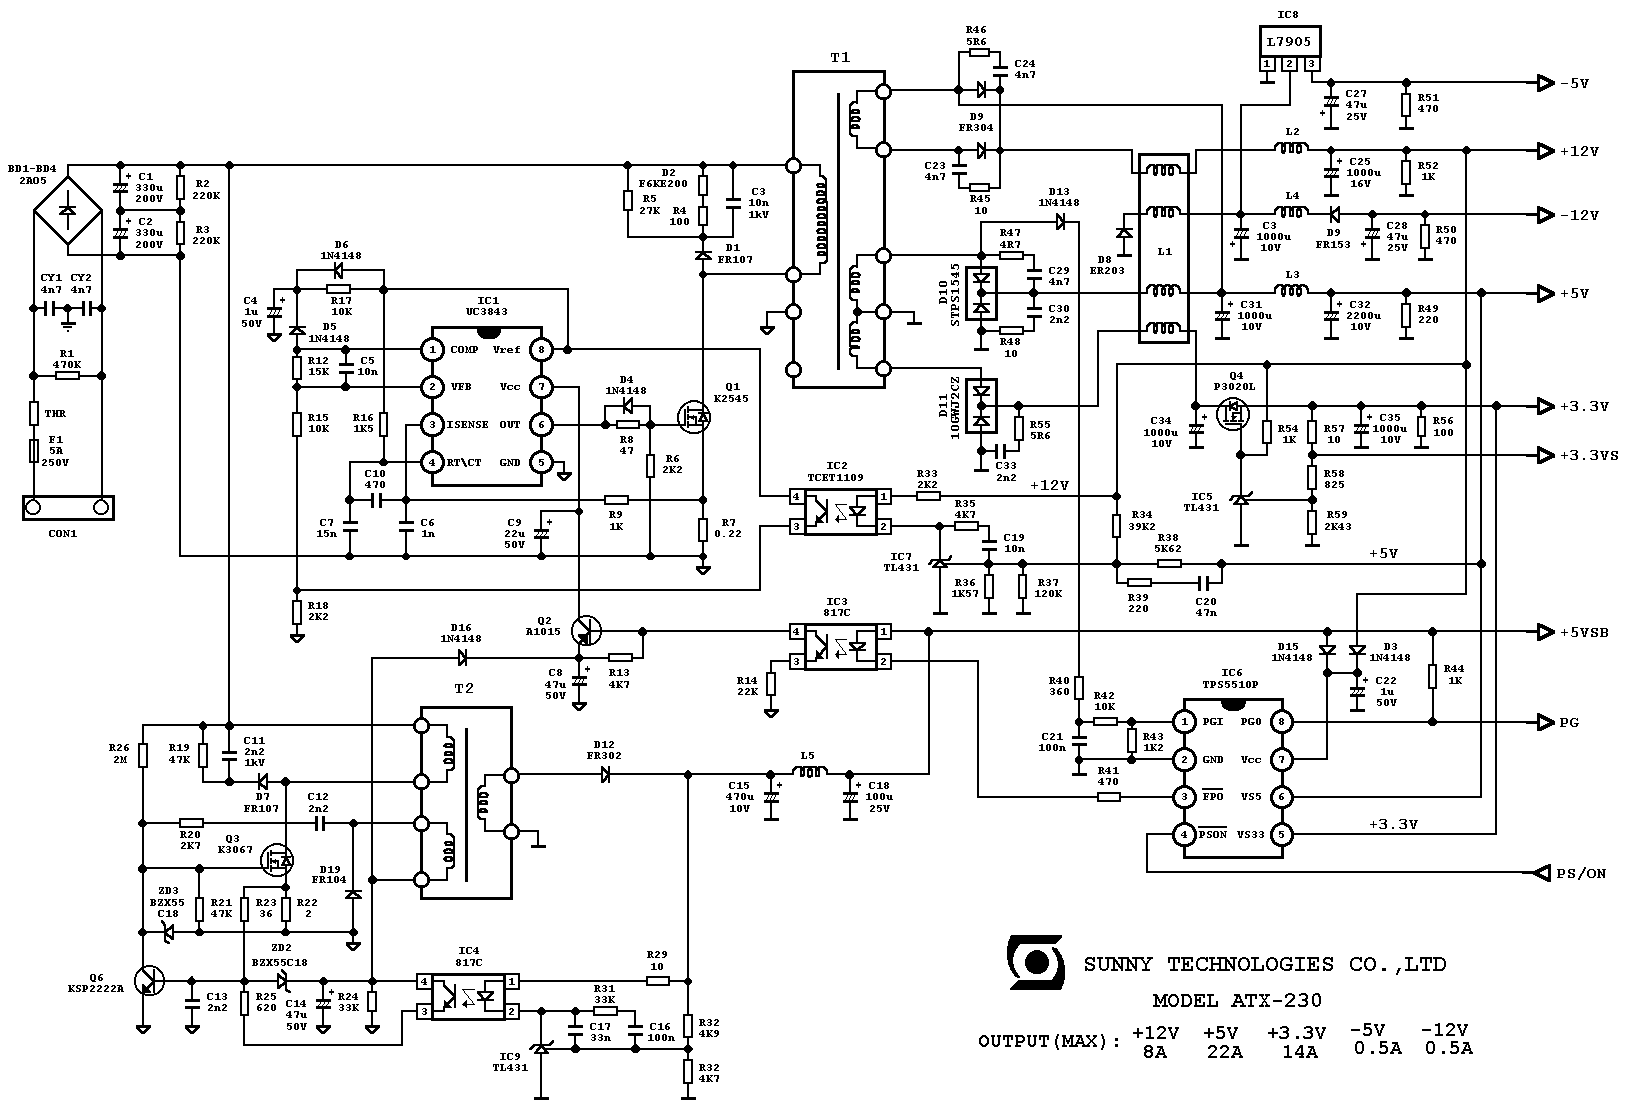 IC8
L7905
1 2 3
R46
5R6
C24
4n7
T1
-5V
C27
47u
25V
R51
470
D9
FR304
L2
+12V
C23
4n7
R45
10
C25
1000u
16V
R52
1K
BD1-BD4
2A05
C1
330u
200V
R2
220K
C2
330u
200V
R3
220K
D2
F6KE200
R5
27K
R4
100
C3
10n
1kV
D1
FR107
D13
1N4148
L4
-12V
D8
ER203
L1
C3
1000u
10V
D9
FR153
C28
47u
25V
R50
470
R47
4R7
C29
4n7
D10
STPS1545
C30
2n2
R48
10
L3
+5V
C31
1000u
10V
C32
2200u
10V
R49
220
CY1 CY2
4n7 4n7
R1
470K
THR
F1
5A
250V
CON1
D6
1N4148
C4
1u
50V
R17
10K
D5
1N4148
IC1
UC3843
1 COMP Vref 8
2 VFB Vcc 7
3 ISENSE OUT 6
4 RT\CT GND 5
R12
15K
C5
10n
R15
10K
R16
1K5
D4
1N4148
Q1
K2545
R8
47
R6
2K2
C10
470
C7
15n
C6
1n
C9
22u
50V
R9
1K
R7
0.22
D11
10GWJ2CZ
R55
5R6
C33
2n2
Q4
P3020L
C34
1000u
10V
R54
1K
R57
10
C35
1000u
10V
R56
100
+3.3V
+3.3VS
R58
825
IC5
TL431
R59
2K43
IC2
TCET1109
4 1
3 2
R33
2K2
+12V
R35
4K7
C19
10n
IC7
TL431
R36
1K57
R37
120K
R34
39K2
R38
5K62
+5V
R39
220
C20
47n
R18
2K2
Q2
A1015
IC3
817C
4 1
3 2
+5VSB
D16
1N4148
C8
47u
50V
R13
4K7
R14
22K
D15
1N4148
D3
1N4148
C22
1u
50V
R44
1K
T2
R40
360
R42
10K
C21
100n
R43
1K2
R41
470
IC6
TPS5510P
1 PGI PGO 8
2 GND Vcc 7
3 FPO VS5 6
4 PSON VS33 5
PG
+3.3V
PS/ON
R26
2M
R19
47K
C11
2n2
1kV
D7
FR107
C12
2n2
D12
FR302
L5
C15
470u
10V
C18
100u
25V
R20
2K7
Q3
K3067
D19
FR104
ZD3
BZX55
C18
R21
47K
R23
36
R22
2
ZD2
BZX55C18
Q6
KSP2222A
C13
2n2
R25
620
C14
47u
50V
R24
33K
IC4
817C
4 1
3 2
R29
10
R31
33K
C17
33n
C16
100n
R32
4K9
IC9
TL431
R32
4K7
SUNNY TECHNOLOGIES CO.,LTD
MODEL ATX-230
OUTPUT(MAX): +12V +5V +3.3V -5V -12V
8A 22A 14A 0.5A 0.5A